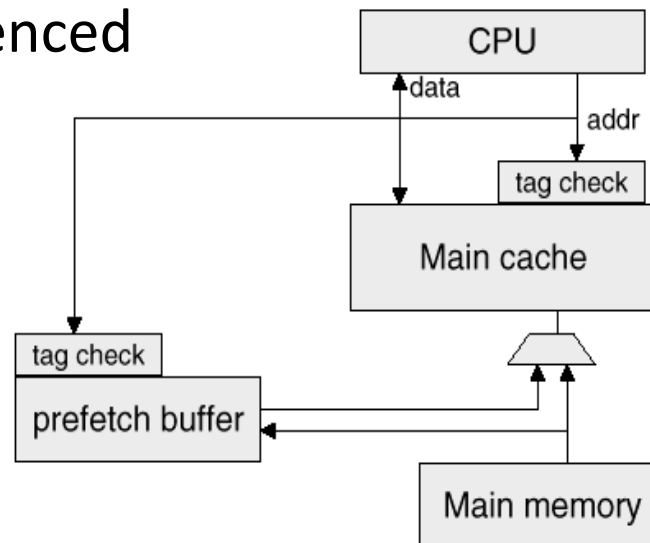 enced
CPU
data
addr
tag check
Main cache
tag check
prefetch buffer
Main memory